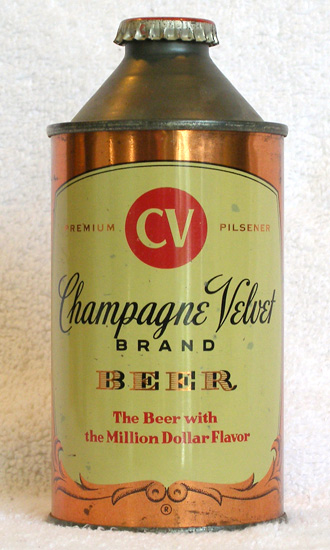 CV
PREMIUM PILSENER
Champagne Velvet
BRAND
BEER
The Beer with
the Million Dollar Flavor
®